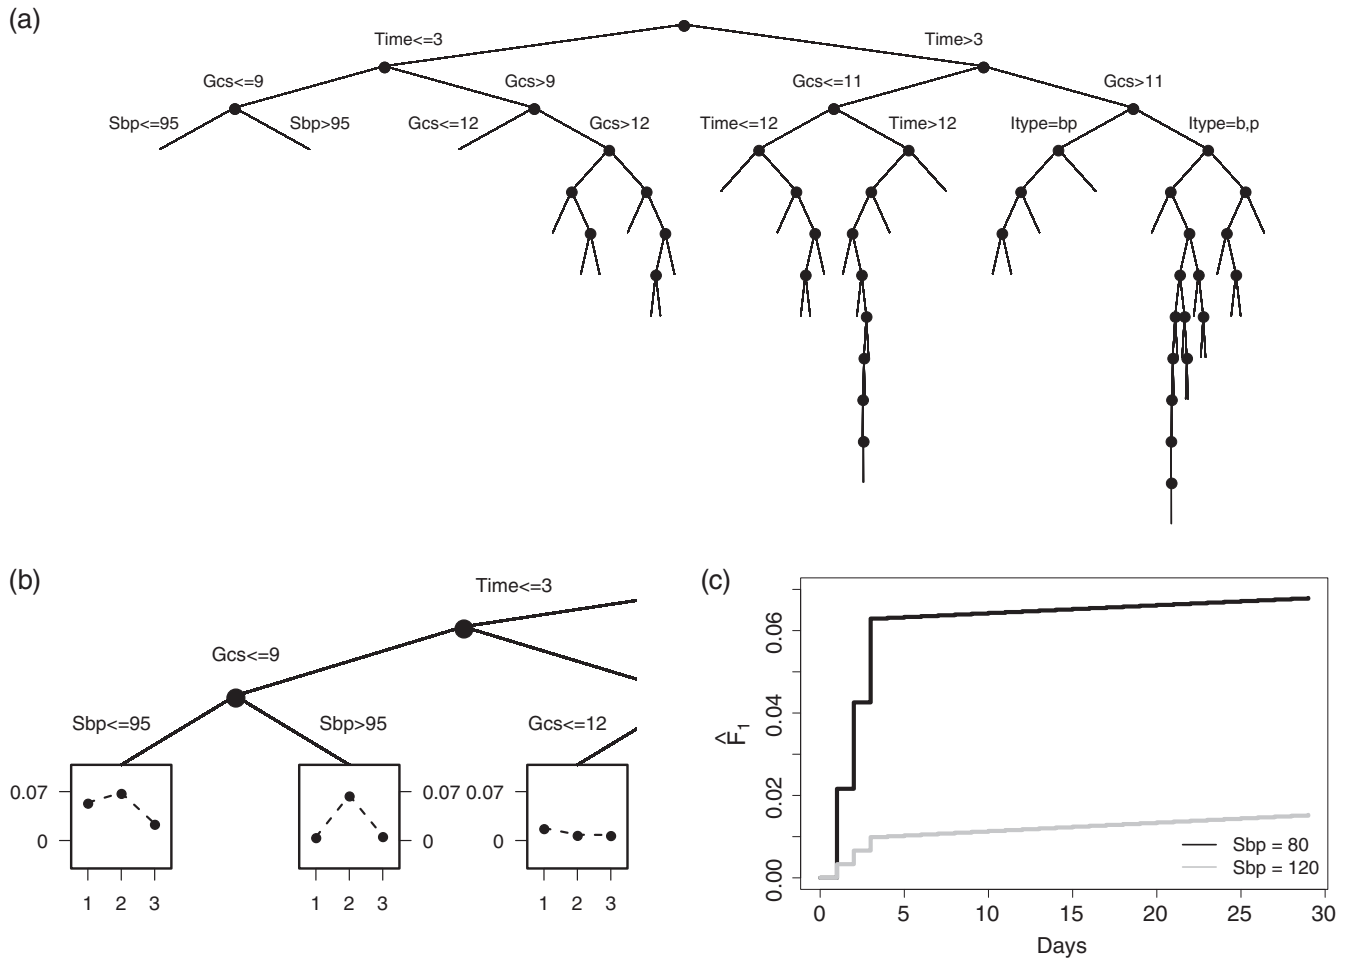 (a)
Time<=3
Time>3
Gcs<=9
Gcs>9
Gcs<=11
Gcs>11
Sbp<=95
Sbp>95
Gcs<=12
Gcs>12
Time<=12
Time>12
Itype=bp
Itype=b,p
(b)
Time<=3
Gcs<=9
Sbp<=95
Sbp>95
Gcs<=12
0.07
0
0.07
0
0.07
0
1 2 3
1 2 3
1 2 3
(c)
0.06
0.04
0.02
0.00
F̂1
Sbp = 80
Sbp = 120
0 5 10 15 20 25 30
Days